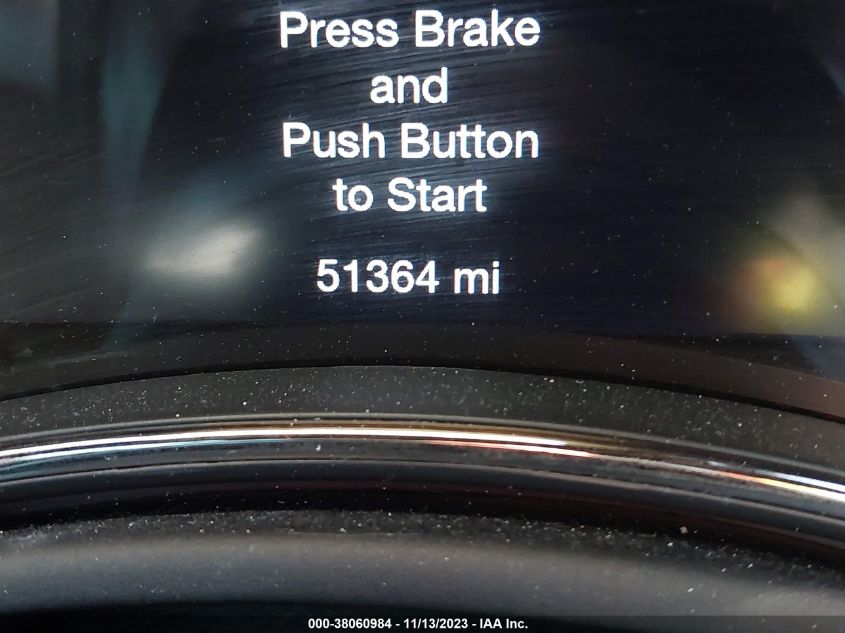 Press Brake
and
Push Button
to Start
51364 mi
000-38060984 - 11/13/2023 - IAA Inc.